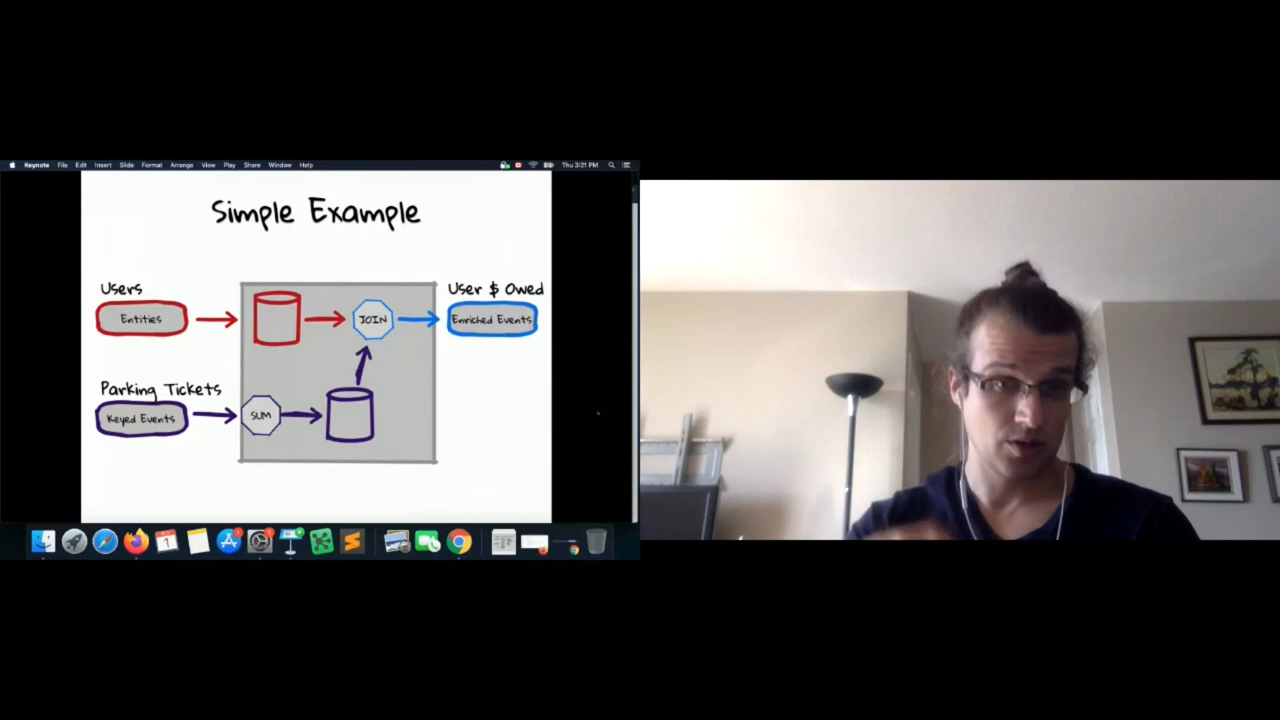 Keynote File Edit Insert Slide Format Arrange View Play Share Window Help
Thu 3:21 PM
Simple Example
Users
User $ Owed
Entities
JOIN
Enriched Events
Parking Tickets
Keyed Events
SUM
1